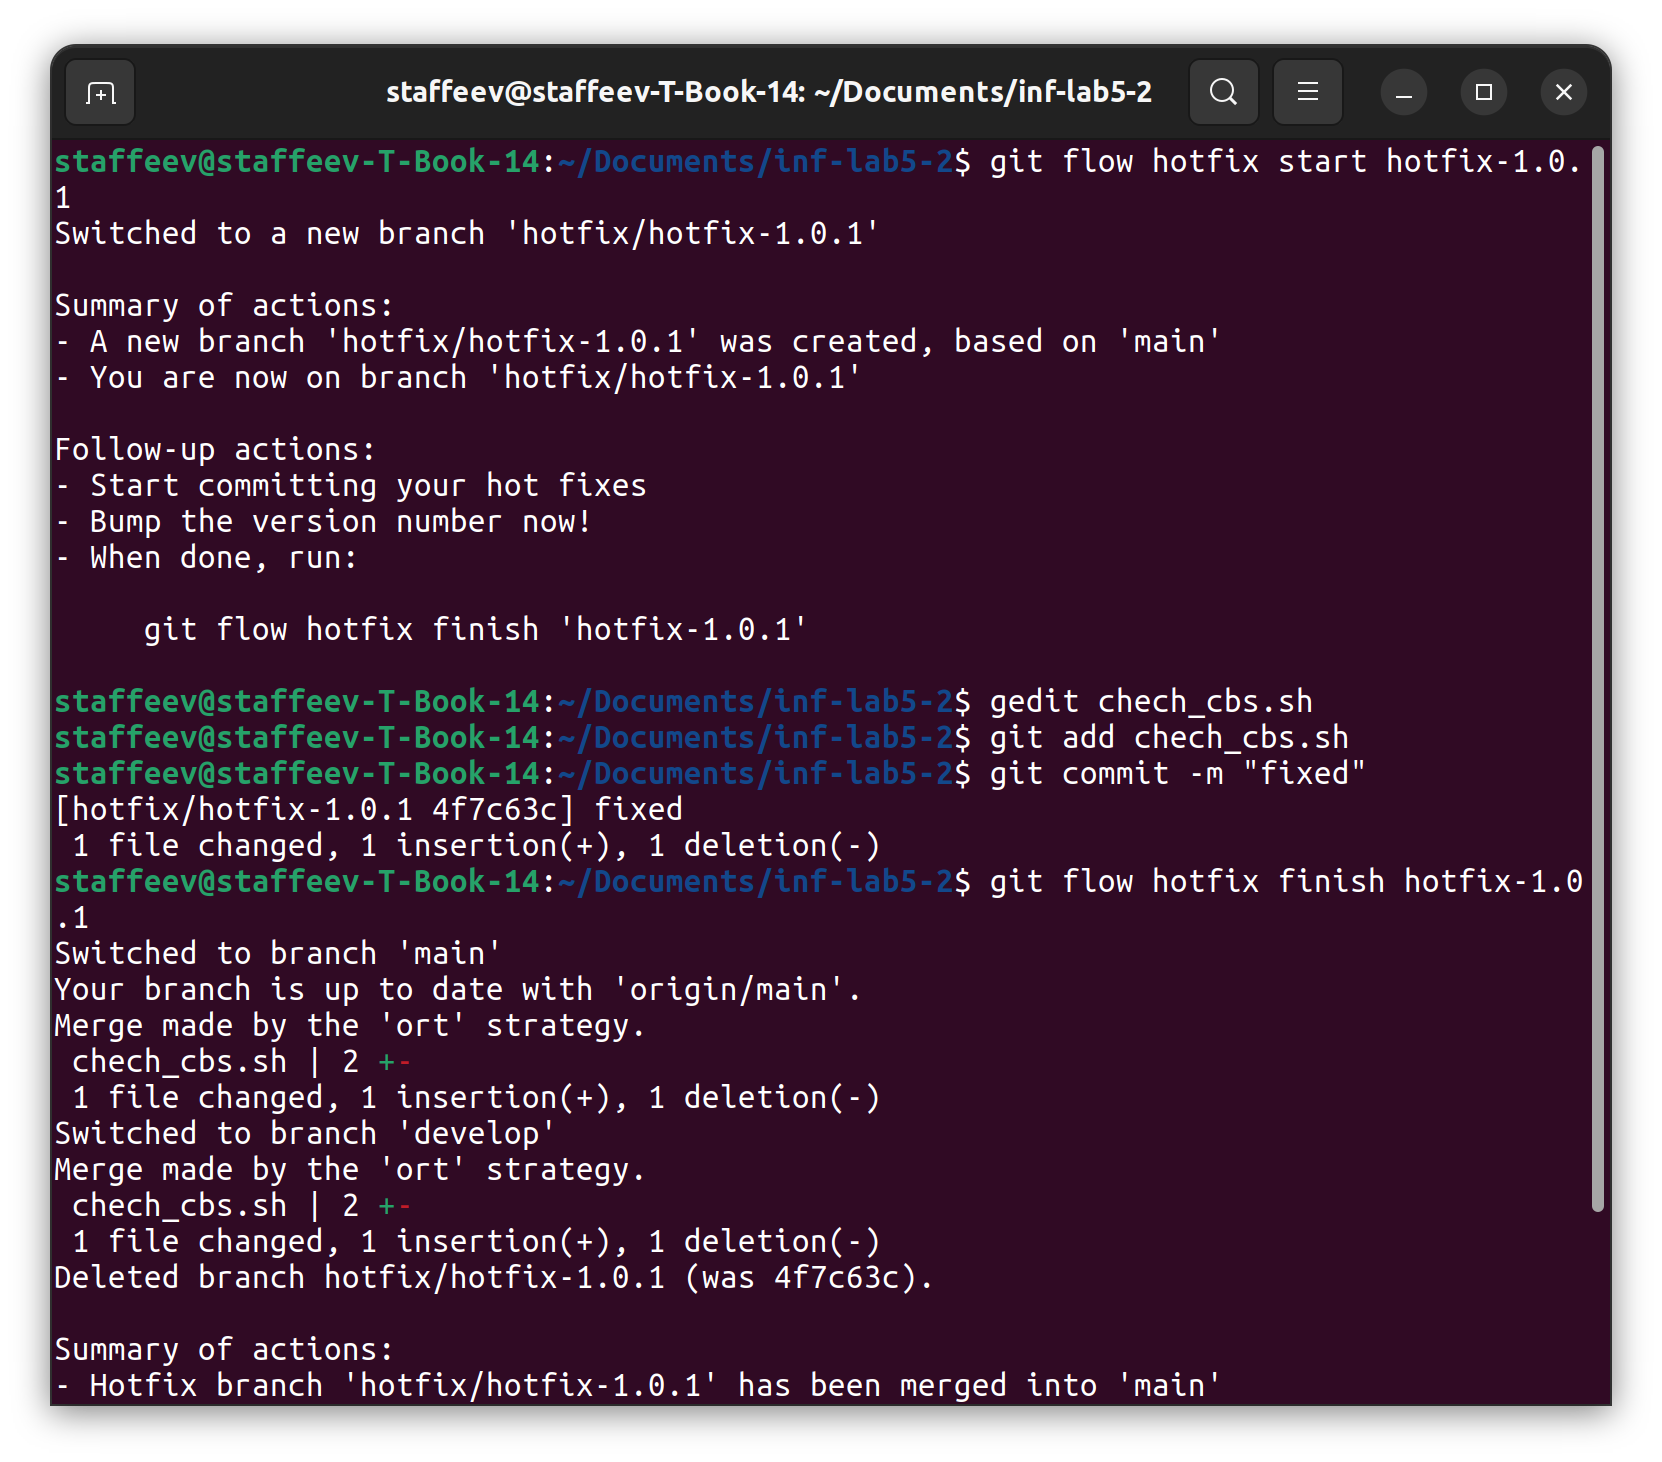 staffeev@staffeev-T-Book-14: ~/Documents/inf-lab5-2
staffeev@staffeev-T-Book-14:~/Documents/inf-lab5-2$ git flow hotfix start hotfix-1.0.
1
Switched to a new branch 'hotfix/hotfix-1.0.1'

Summary of actions:
- A new branch 'hotfix/hotfix-1.0.1' was created, based on 'main'
- You are now on branch 'hotfix/hotfix-1.0.1'

Follow-up actions:
- Start committing your hot fixes
- Bump the version number now!
- When done, run:

     git flow hotfix finish 'hotfix-1.0.1'

staffeev@staffeev-T-Book-14:~/Documents/inf-lab5-2$ gedit chech_cbs.sh
staffeev@staffeev-T-Book-14:~/Documents/inf-lab5-2$ git add chech_cbs.sh
staffeev@staffeev-T-Book-14:~/Documents/inf-lab5-2$ git commit -m "fixed"
[hotfix/hotfix-1.0.1 4f7c63c] fixed
 1 file changed, 1 insertion(+), 1 deletion(-)
staffeev@staffeev-T-Book-14:~/Documents/inf-lab5-2$ git flow hotfix finish hotfix-1.0
.1
Switched to branch 'main'
Your branch is up to date with 'origin/main'.
Merge made by the 'ort' strategy.
 chech_cbs.sh | 2 +-
 1 file changed, 1 insertion(+), 1 deletion(-)
Switched to branch 'develop'
Merge made by the 'ort' strategy.
 chech_cbs.sh | 2 +-
 1 file changed, 1 insertion(+), 1 deletion(-)
Deleted branch hotfix/hotfix-1.0.1 (was 4f7c63c).

Summary of actions:
- Hotfix branch 'hotfix/hotfix-1.0.1' has been merged into 'main'